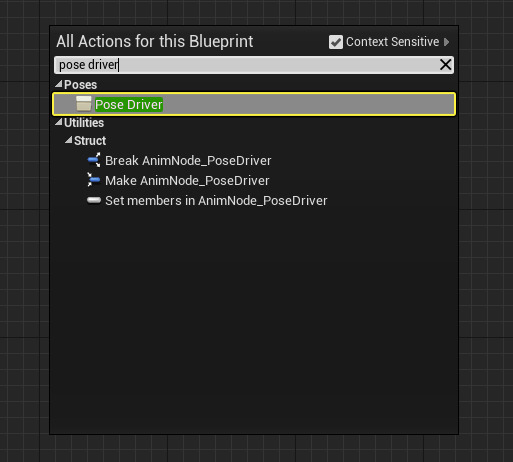 All Actions for this Blueprint Context Sensitive
pose driver
Poses
Pose Driver
Utilities
Struct
Break AnimNode_PoseDriver
Make AnimNode_PoseDriver
Set members in AnimNode_PoseDriver